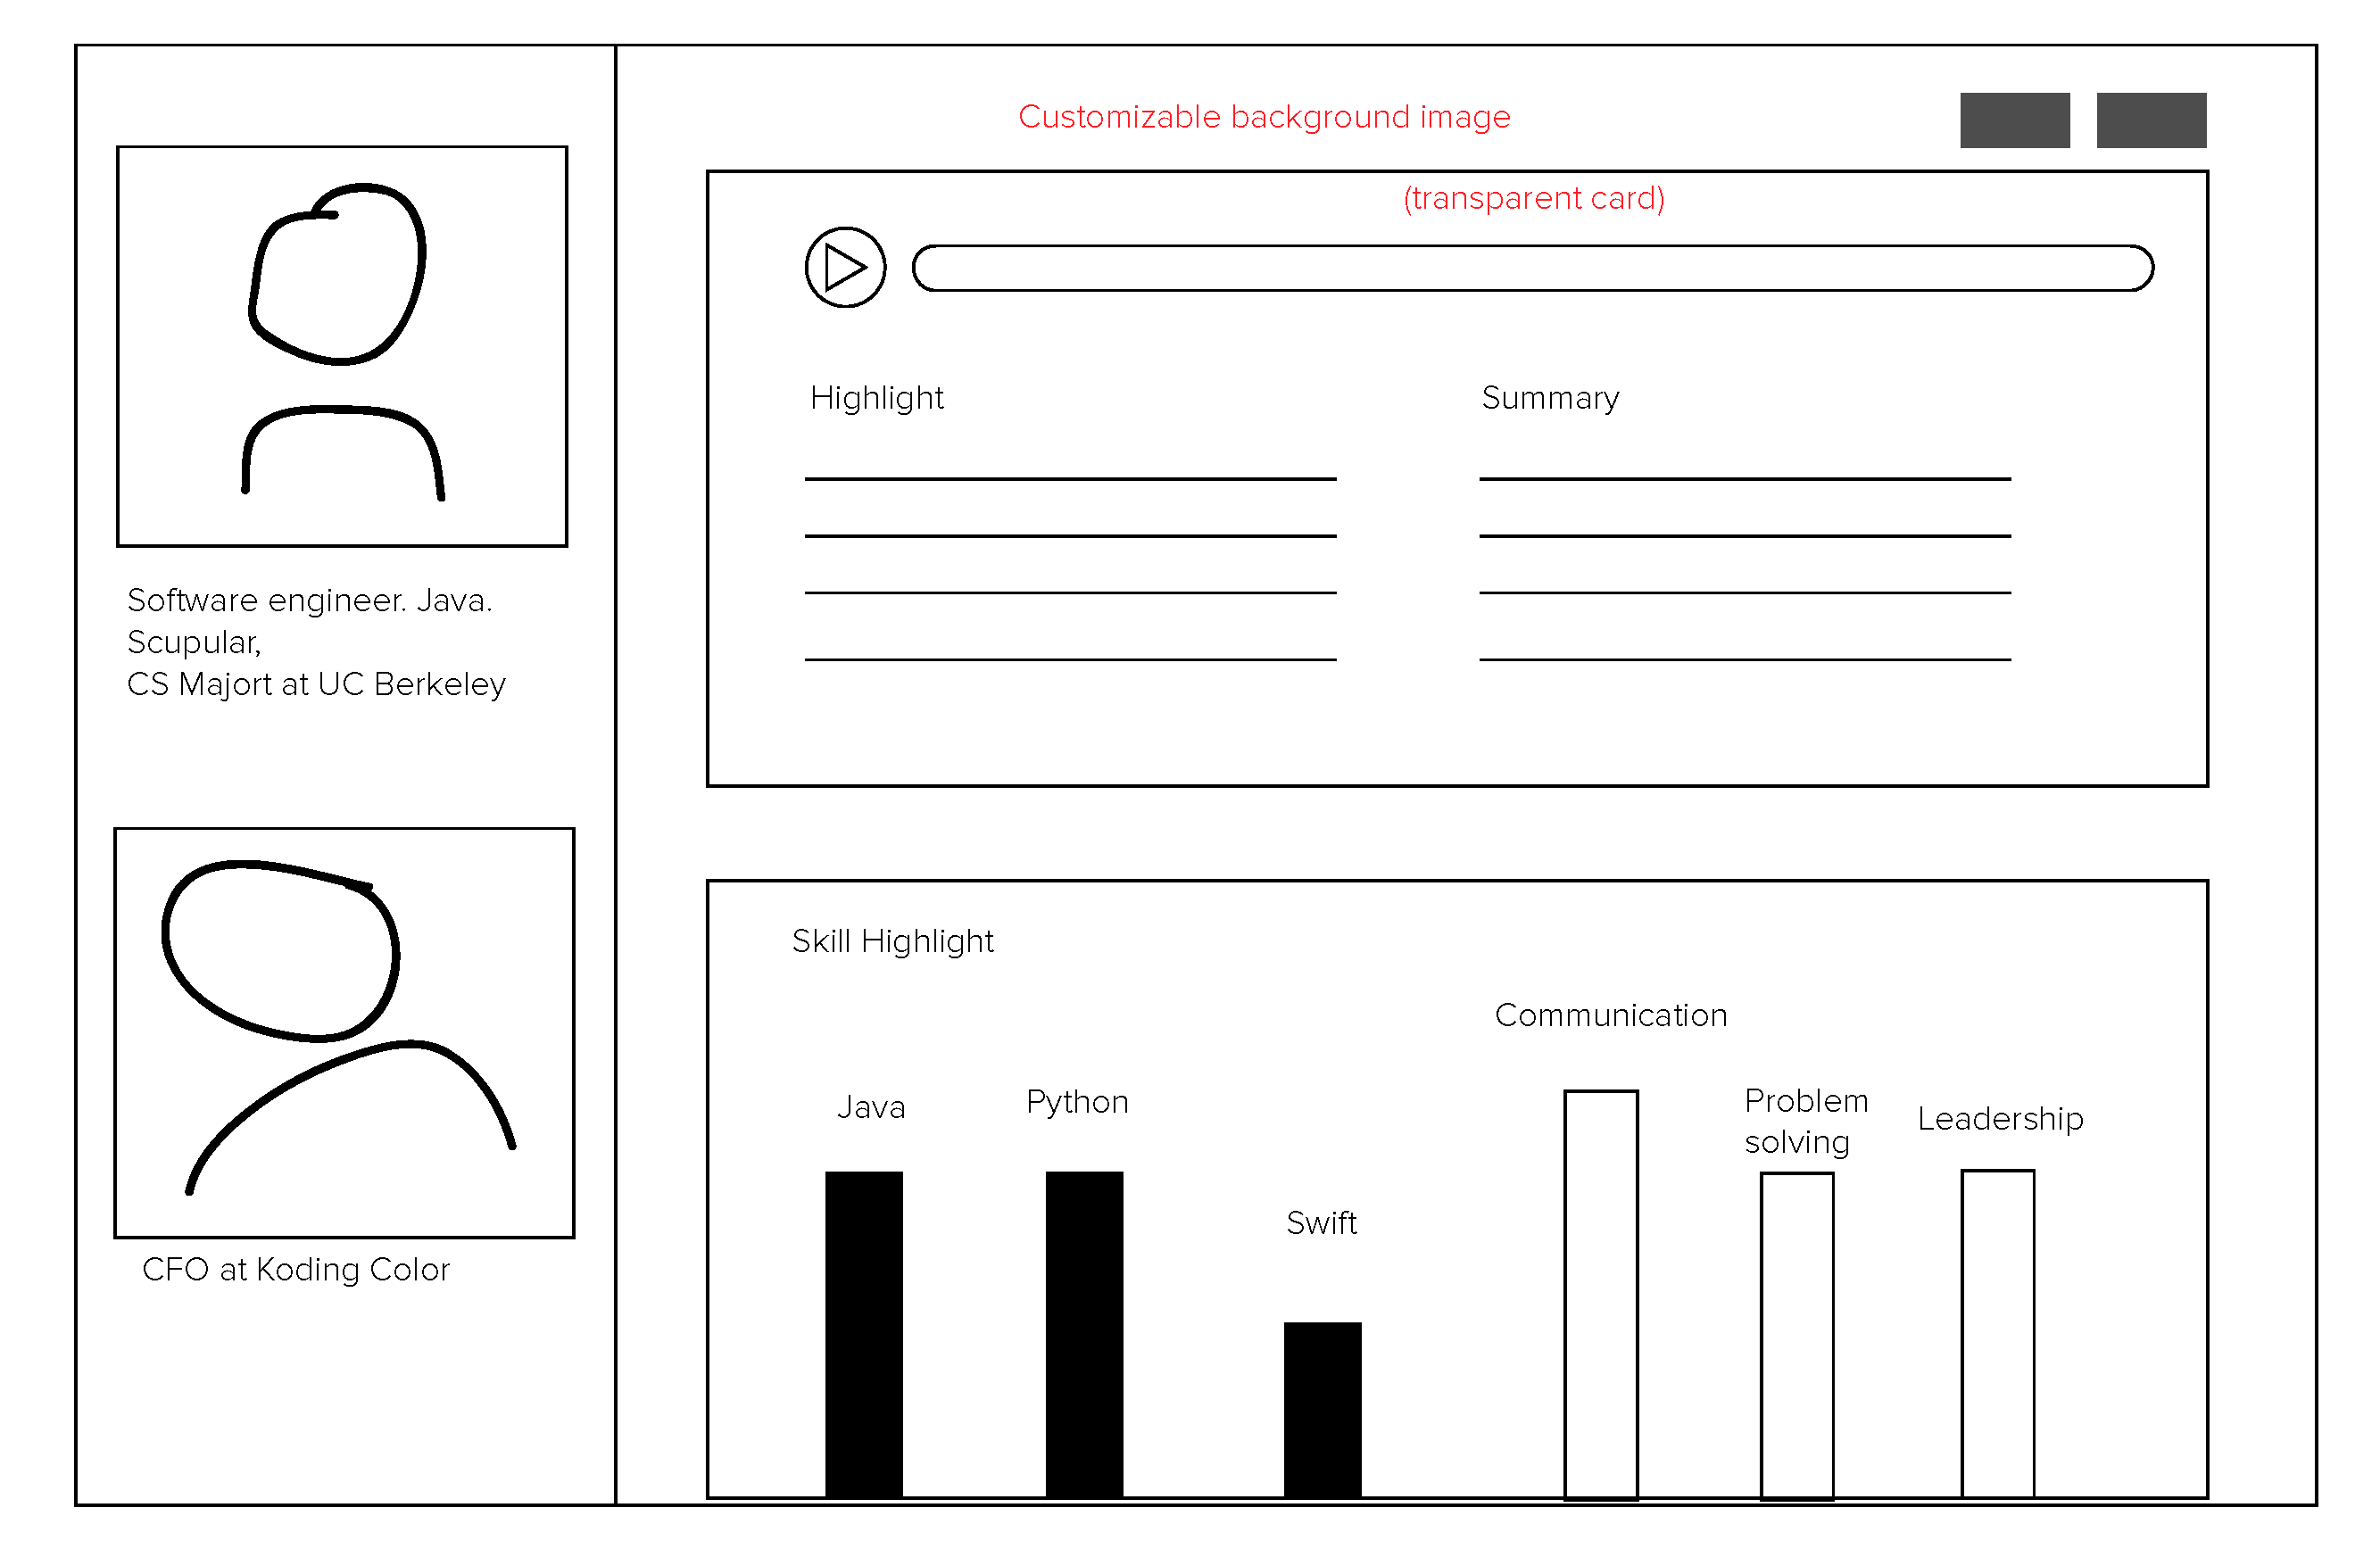 Software engineer. Java.
Scupular,
CS Majort at UC Berkeley
CFO at Koding Color
Customizable background image
(transparent card)
Highlight
Summary
Skill Highlight
Java
Python
Swift
Communication
Problem
solving
Leadership